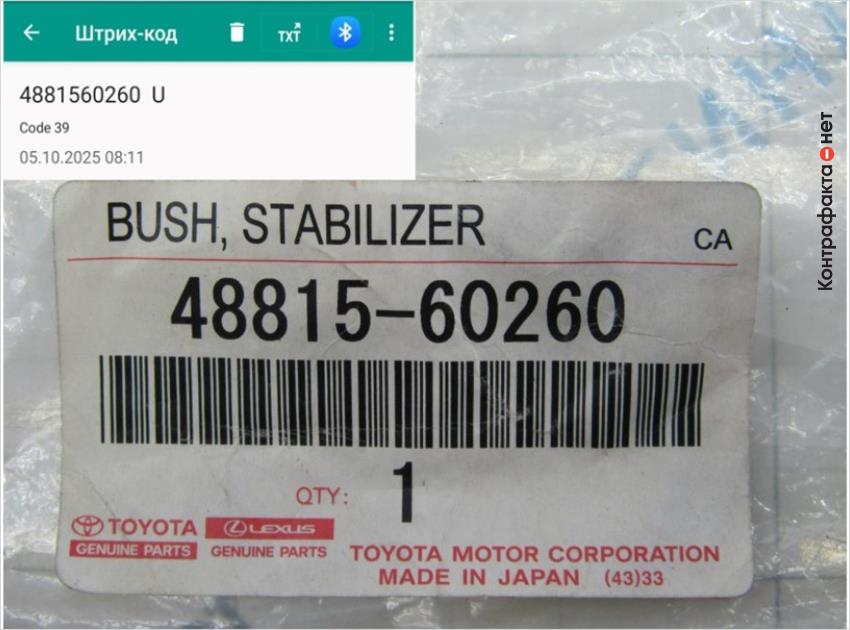 Штрих-код
TXT
4881560260 U
Code 39
05.10.2025 08:11
Контрафакта нет
BUSH, STABILIZER
CA
48815-60260
QTY: 1
TOYOTA LEXUS
GENUINE PARTS GENUINE PARTS
TOYOTA MOTOR CORPORATION
MADE IN JAPAN (43)33